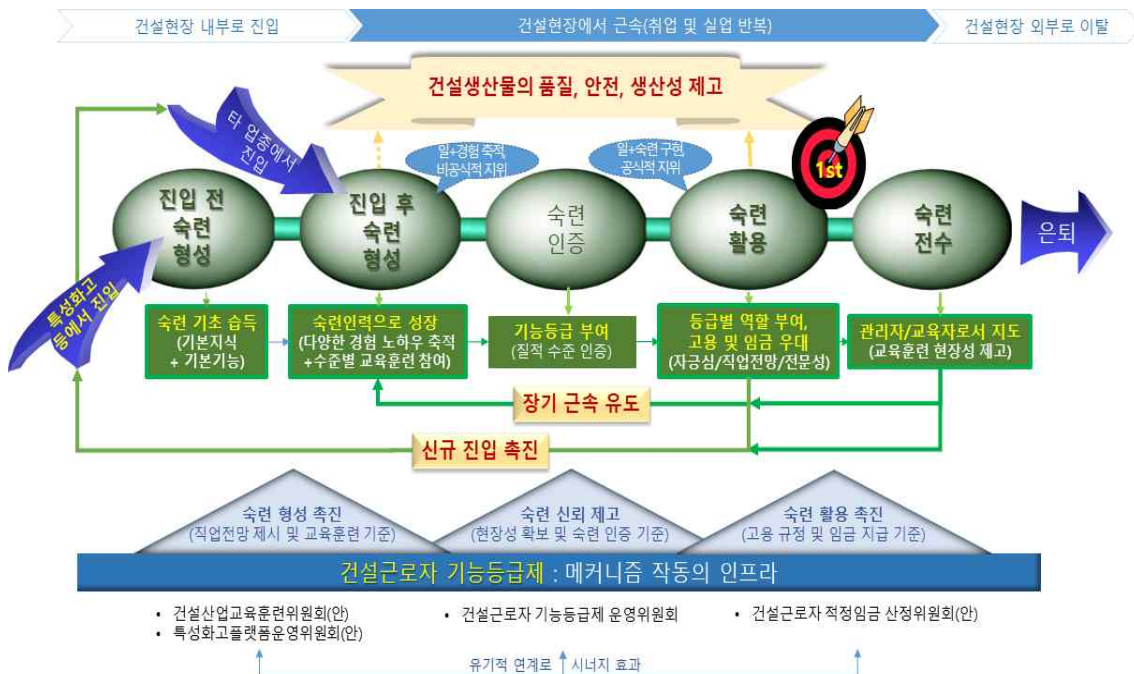 건설현장 내부로 진입
건설현장에서 근속(취업 및 실업 반복)
건설현장 외부로 이탈
건설생산물의 품질, 안전, 생산성 제고
타 업종에서
진입
일+경험 축적,
비공식적 지위
일+숙련 구현,
공식적 지위
1st
진입 전
숙련
형성
진입 후
숙련
형성
숙련
인증
숙련
활용
숙련
전수
은퇴
특성화고
등에서 진입
숙련 기초 습득
(기본지식
+ 기본기능)
숙련인력으로 성장
(다양한 경험 노하우 축적
+수준별 교육훈련 참여)
기능등급 부여
(질적 수준 인증)
등급별 역할 부여,
고용 및 임금 우대
(자긍심/직업전망/전문성)
관리자/교육자로서 지도
(교육훈련 현장성 제고)
장기 근속 유도
신규 진입 촉진
숙련 형성 촉진
(직업전망 제시 및 교육훈련 기준)
숙련 신뢰 제고
(현장성 확보 및 숙련 인증 기준)
숙련 활용 촉진
(고용 규정 및 임금 지급 기준)
건설근로자 기능등급제 : 메커니즘 작동의 인프라
• 건설산업교육훈련위원회(안)
• 특성화고플랫폼운영위원회(안)
• 건설근로자 기능등급제 운영위원회
• 건설근로자 적정임금 산정위원회(안)
유기적 연계로 시너지 효과